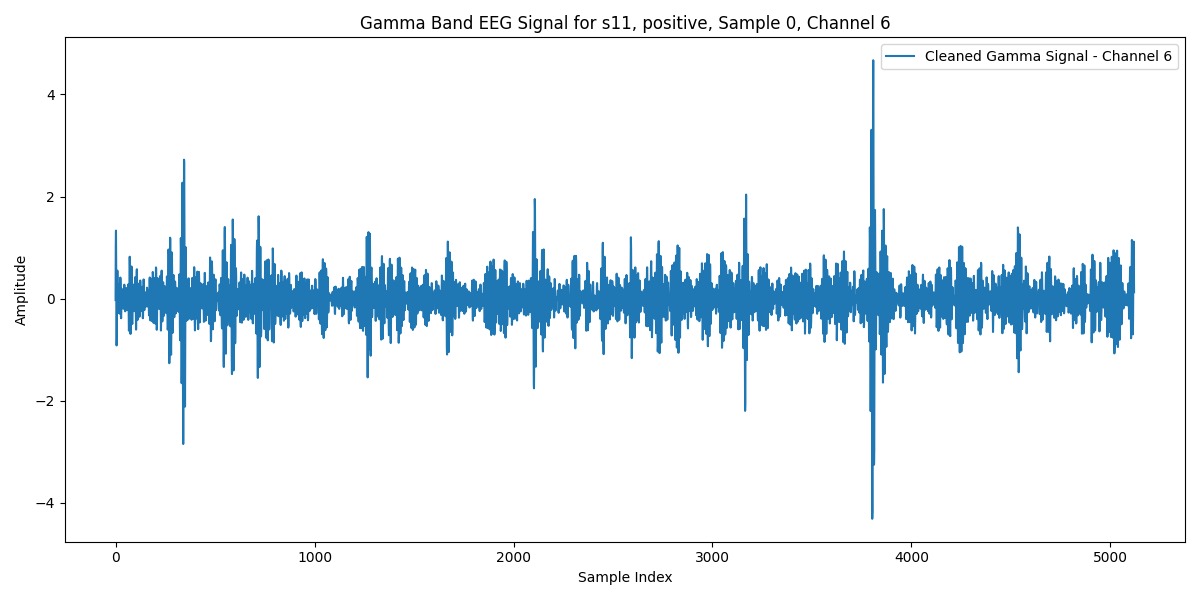 Gamma Band EEG Signal for s11, positive, Sample 0, Channel 6
Cleaned Gamma Signal - Channel 6
Amplitude
4
2
0
−2
−4
0 1000 2000 3000 4000 5000
Sample Index